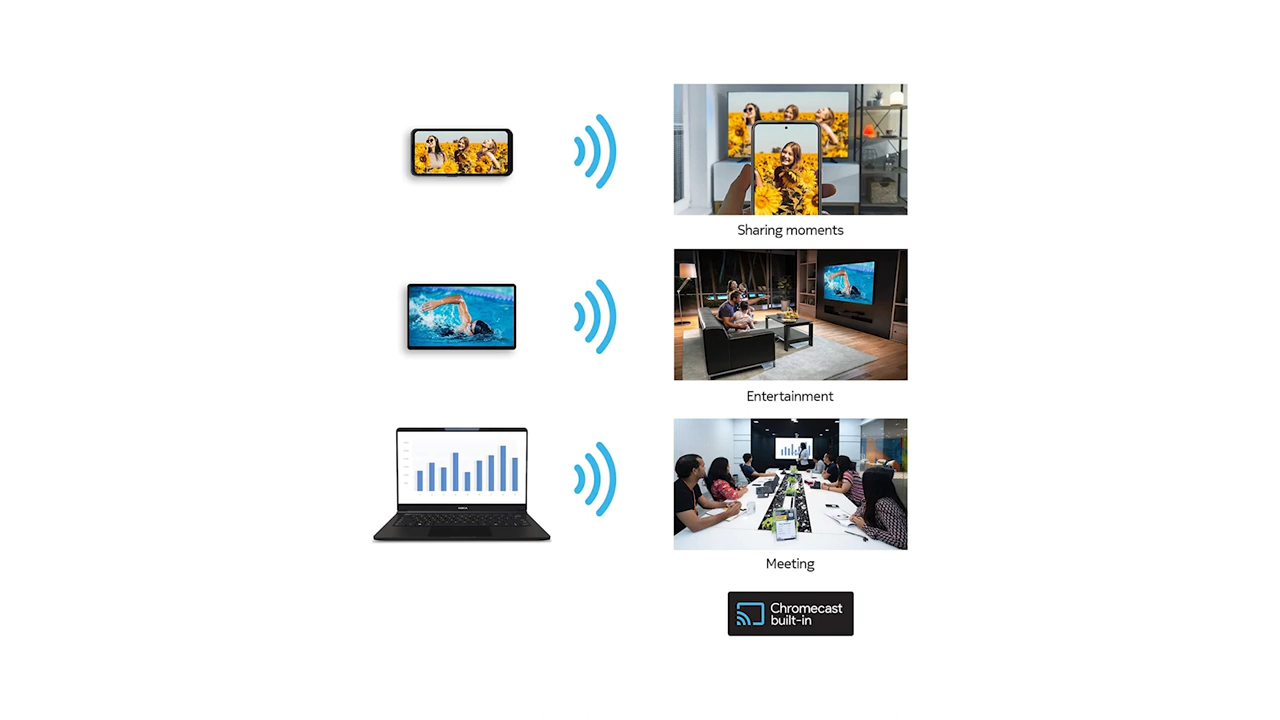 Sharing moments
Entertainment
Meeting
Chromecast
built-in